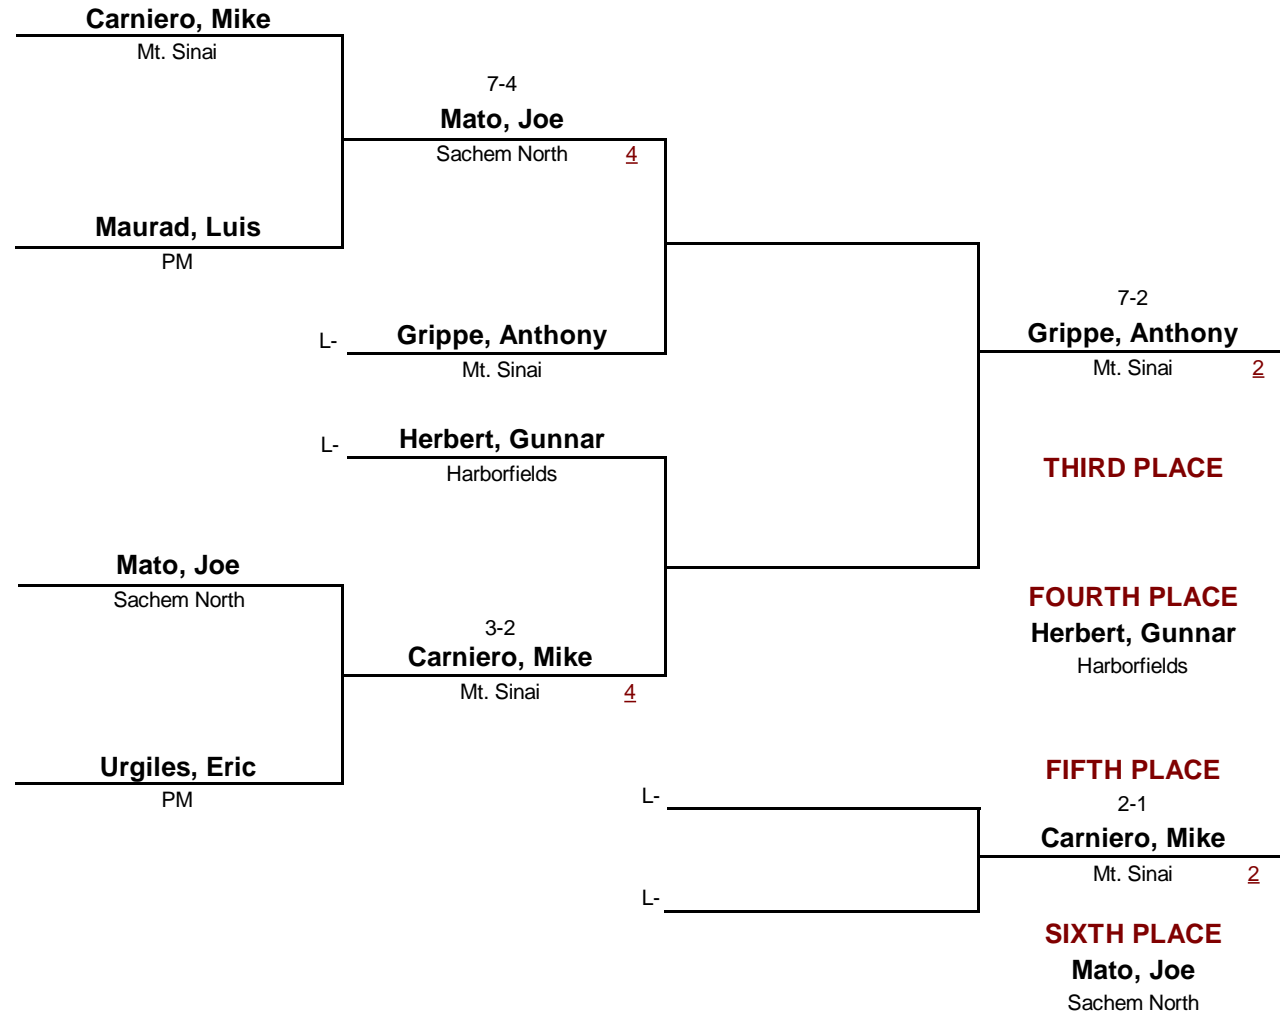 Carniero, Mike
Mt. Sinai
7-4
Mato, Joe
Sachem North 4
Maurad, Luis
PM
L- Grippe, Anthony
Mt. Sinai
7-2
Grippe, Anthony
Mt. Sinai 2
L- Herbert, Gunnar
Harborfields
THIRD PLACE
Mato, Joe
Sachem North
FOURTH PLACE
Herbert, Gunnar
Harborfields
3-2
Carniero, Mike
Mt. Sinai 4
Urgiles, Eric
PM
FIFTH PLACE
L-
2-1
Carniero, Mike
Mt. Sinai 2
L-
SIXTH PLACE
Mato, Joe
Sachem North